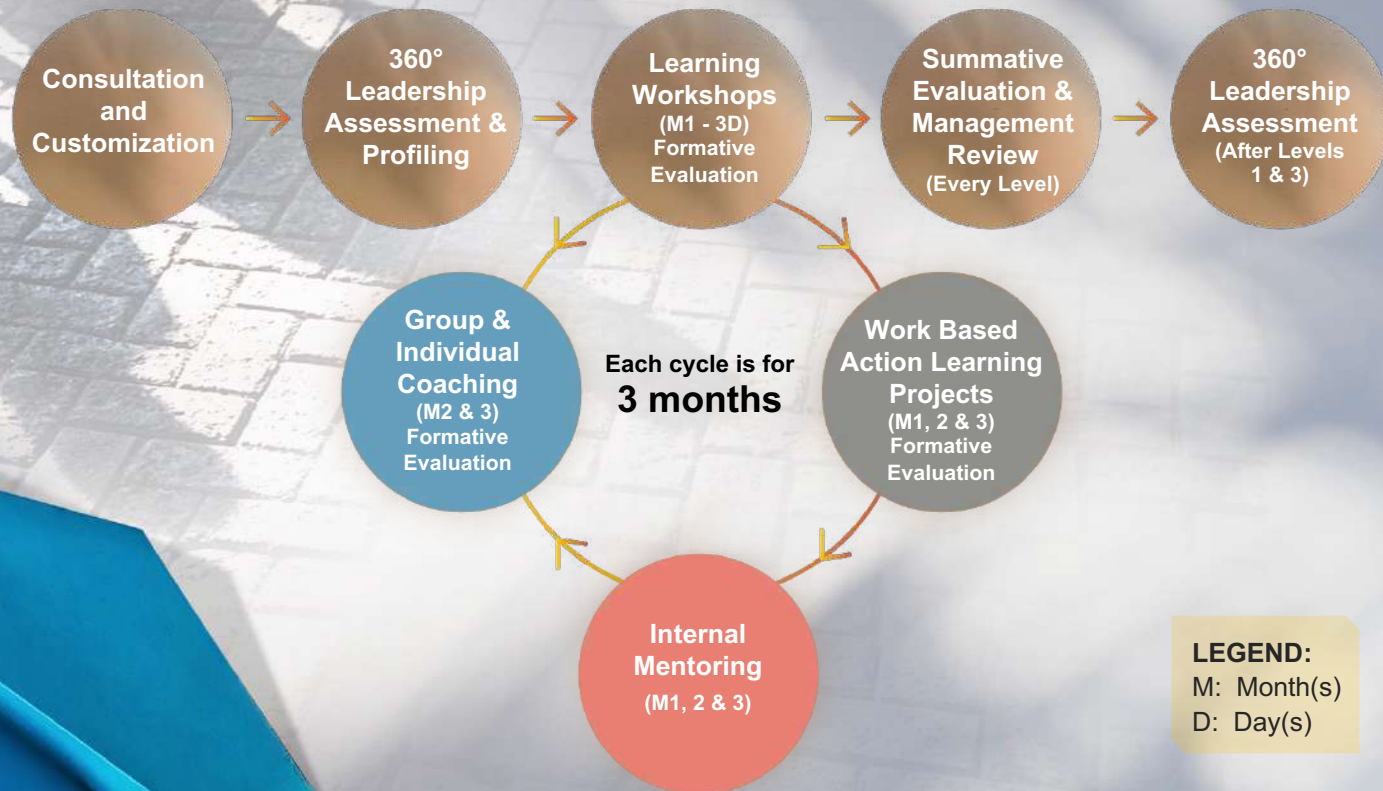 Consultation
and
Customization
360°
Leadership
Assessment &
Profiling
Learning
Workshops
(M1 - 3D)
Formative
Evaluation
Summative
Evaluation &
Management
Review
(Every Level)
360°
Leadership
Assessment
(After Levels
1 & 3)
Group &
Individual
Coaching
(M2 & 3)
Formative
Evaluation
Each cycle is for
3 months
Work Based
Action Learning
Projects
(M1, 2 & 3)
Formative
Evaluation
Internal
Mentoring
(M1, 2 & 3)
LEGEND:
M: Month(s)
D: Day(s)